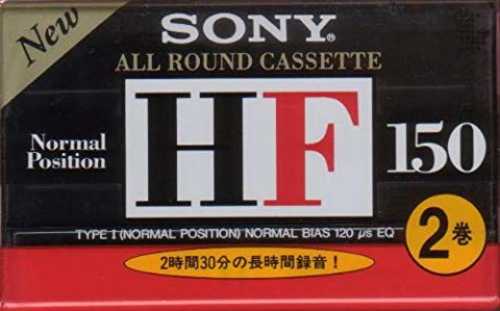 New
SONY®
ALL ROUND CASSETTE
Normal
Position
HF
150
TYPE I (NORMAL POSITION) NORMAL BIAS 120 μs EQ
2巻
2時間30分の長時間録音!